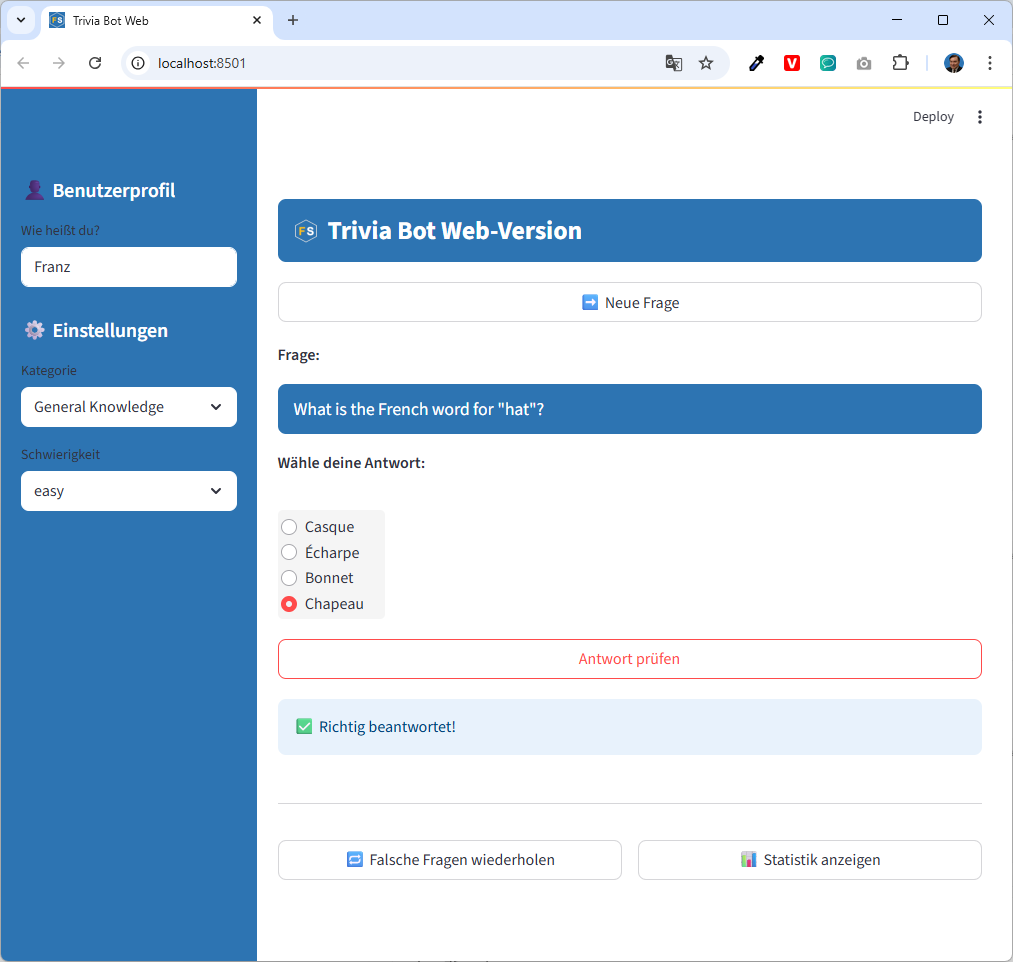 FS Trivia Bot Web
localhost:8501
Deploy
Benutzerprofil
Wie heißt du?
Franz
Einstellungen
Kategorie
General Knowledge
Schwierigkeit
easy
FS Trivia Bot Web-Version
Neue Frage
Frage:
What is the French word for "hat"?
Wähle deine Antwort:
Casque
Écharpe
Bonnet
Chapeau
Antwort prüfen
Richtig beantwortet!
Falsche Fragen wiederholen
Statistik anzeigen